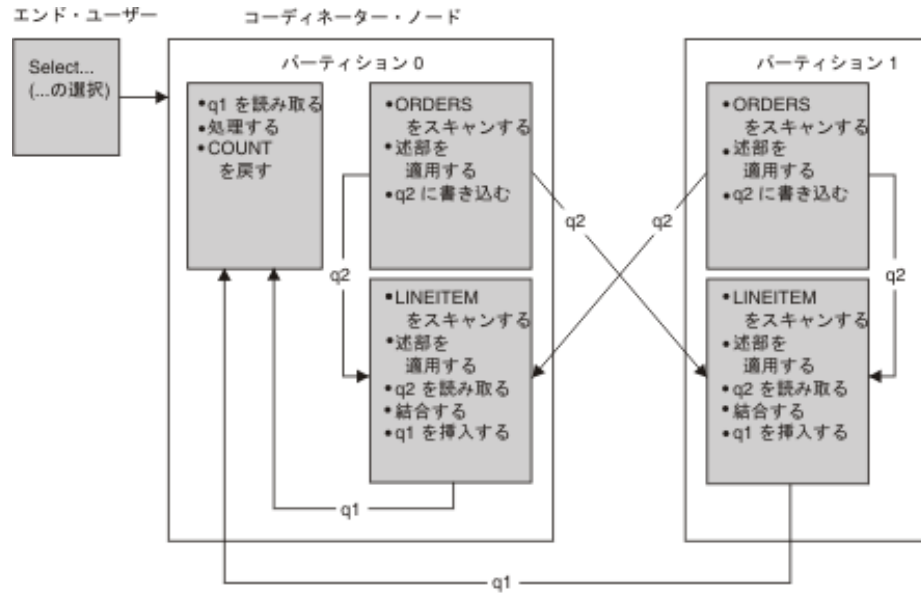 エンド・ユーザー
コーディネーター・ノード
Select...
(...の選択)
パーティション 0
•q1 を読み取る
•処理する
•COUNT
を戻す
•ORDERS
をスキャンする
•述部を
適用する
•q2 に書き込む
q2
q2
•LINEITEM
をスキャンする
•述部を
適用する
•q2 を読み取る
•結合する
•q1 を挿入する
q1
パーティション 1
•ORDERS
をスキャンする
•述部を
適用する
•q2 に書き込む
q2
q2
•LINEITEM
をスキャンする
•述部を
適用する
•q2 を読み取る
•結合する
•q1 を挿入する
q1